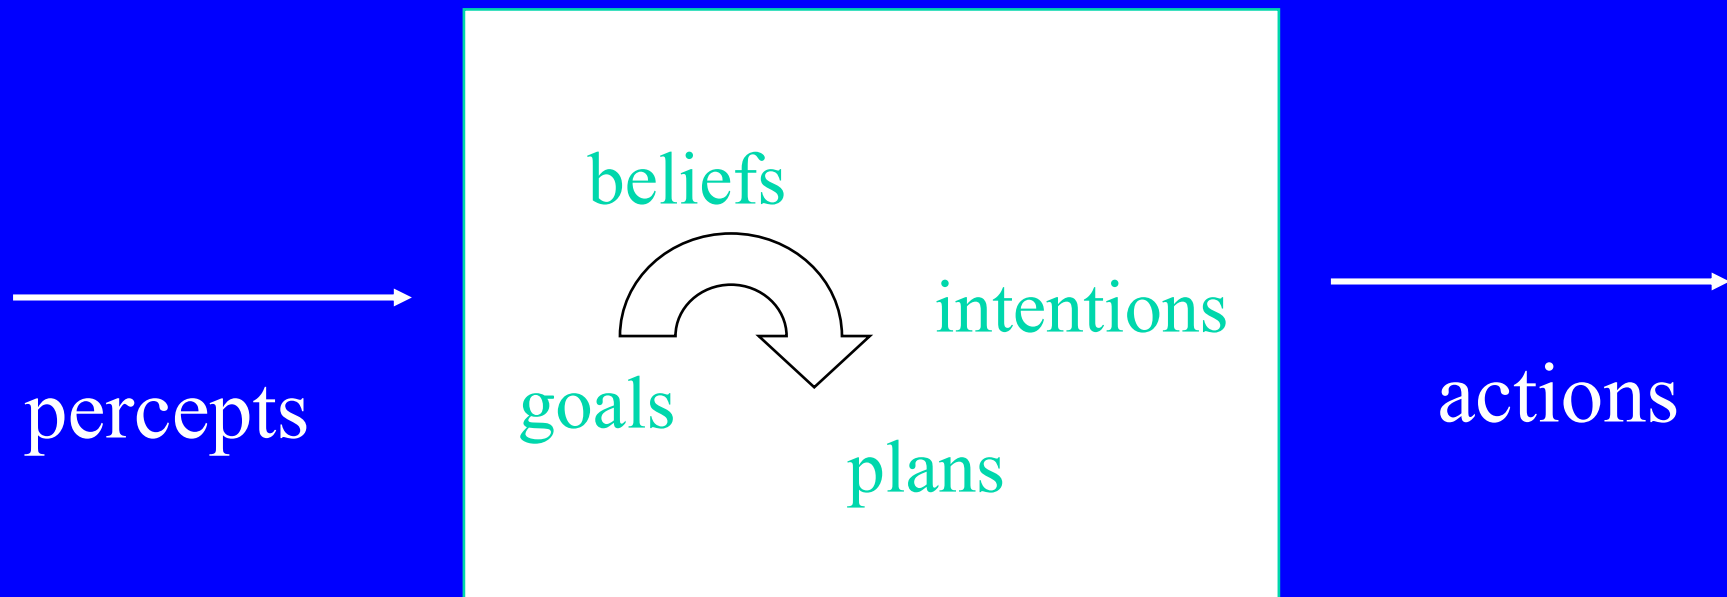 beliefs
intentions
percepts
goals
actions
plans